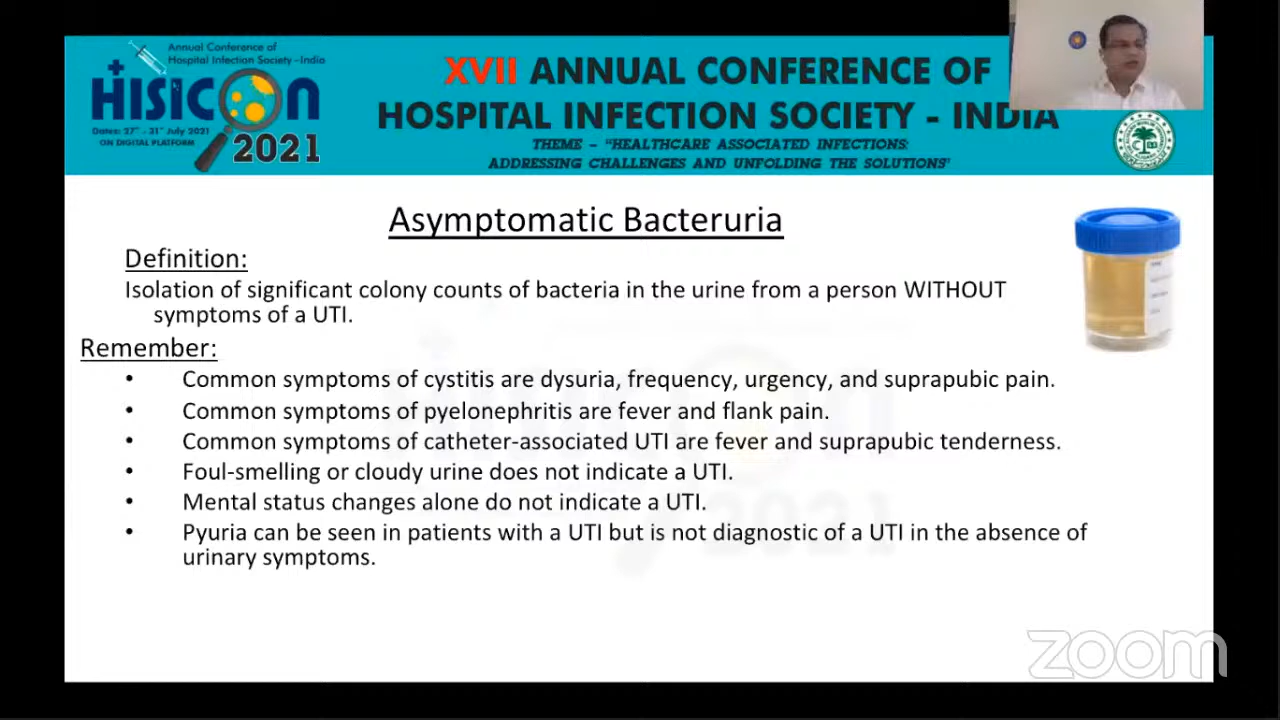 Annual Conference of
Hospital Infection Society –India
HISICON
Dates: 27th - 31st July 2021
ON DIGITAL PLATFORM
2021
XVII ANNUAL CONFERENCE OF
HOSPITAL INFECTION SOCIETY - INDIA
THEME – "HEALTHCARE ASSOCIATED INFECTIONS:
ADDRESSING CHALLENGES AND UNFOLDING THE SOLUTIONS"
Asymptomatic Bacteruria
Definition:
Isolation of significant colony counts of bacteria in the urine from a person WITHOUT
symptoms of a UTI.
Remember:
• Common symptoms of cystitis are dysuria, frequency, urgency, and suprapubic pain.
• Common symptoms of pyelonephritis are fever and flank pain.
• Common symptoms of catheter-associated UTI are fever and suprapubic tenderness.
• Foul-smelling or cloudy urine does not indicate a UTI.
• Mental status changes alone do not indicate a UTI.
• Pyuria can be seen in patients with a UTI but is not diagnostic of a UTI in the absence of
urinary symptoms.
zoom